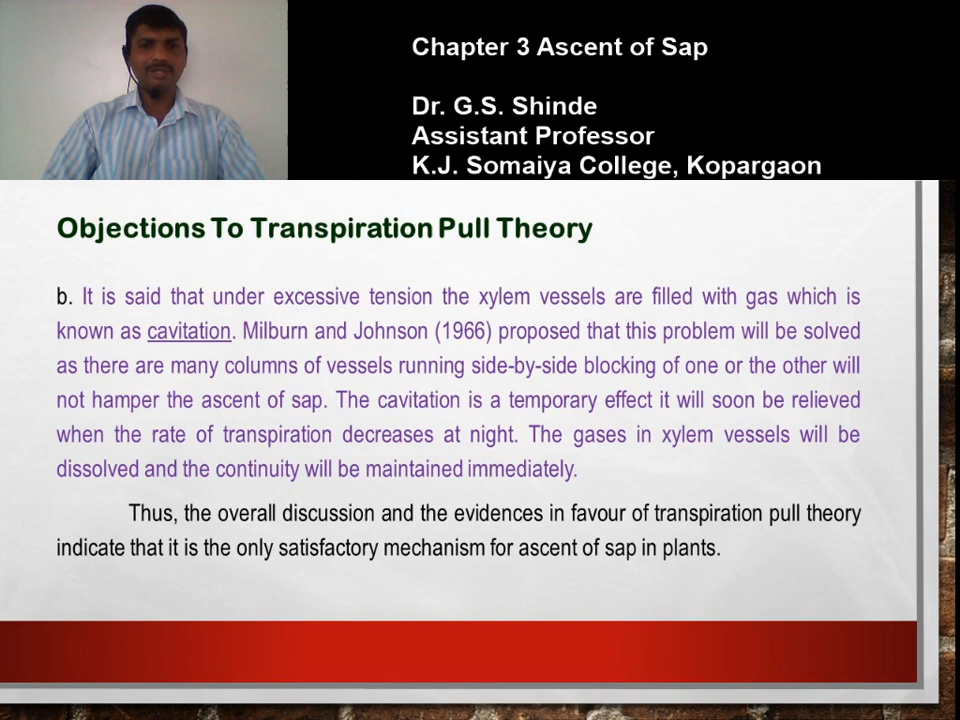 Chapter 3 Ascent of Sap
Dr. G.S. Shinde
Assistant Professor
K.J. Somaiya College, Kopargaon
Objections To Transpiration Pull Theory
b. It is said that under excessive tension the xylem vessels are filled with gas which is
known as cavitation. Milburn and Johnson (1966) proposed that this problem will be solved
as there are many columns of vessels running side-by-side blocking of one or the other will
not hamper the ascent of sap. The cavitation is a temporary effect it will soon be relieved
when the rate of transpiration decreases at night. The gases in xylem vessels will be
dissolved and the continuity will be maintained immediately.
Thus, the overall discussion and the evidences in favour of transpiration pull theory
indicate that it is the only satisfactory mechanism for ascent of sap in plants.